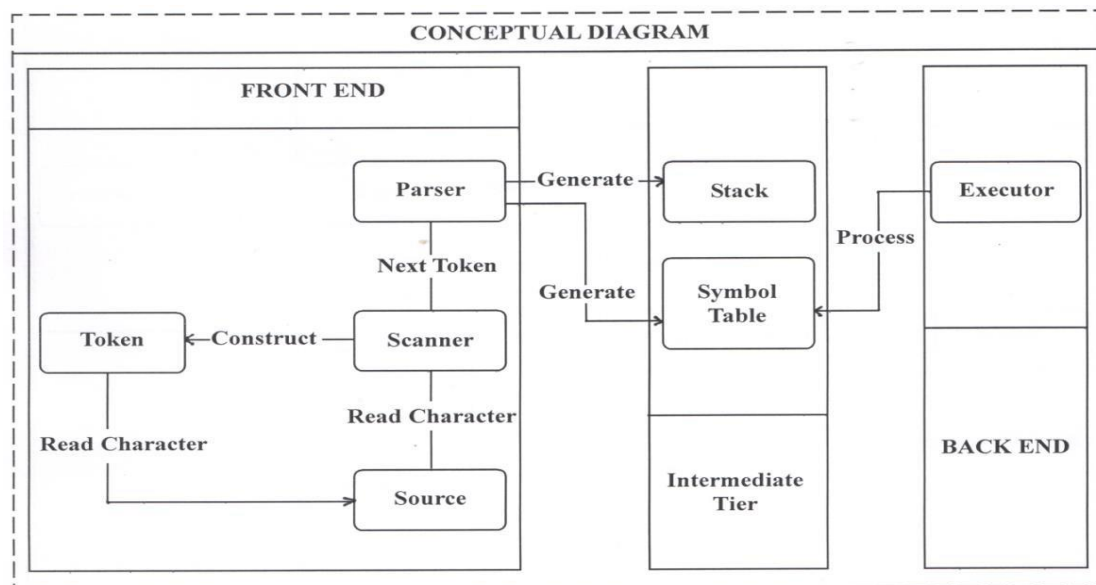 CONCEPTUAL DIAGRAM
FRONT END
Parser
Generate
Stack
Executor
Process
Next Token
Generate
Symbol
Table
Token
Construct
Scanner
Read Character
Read Character
Source
Intermediate
Tier
BACK END